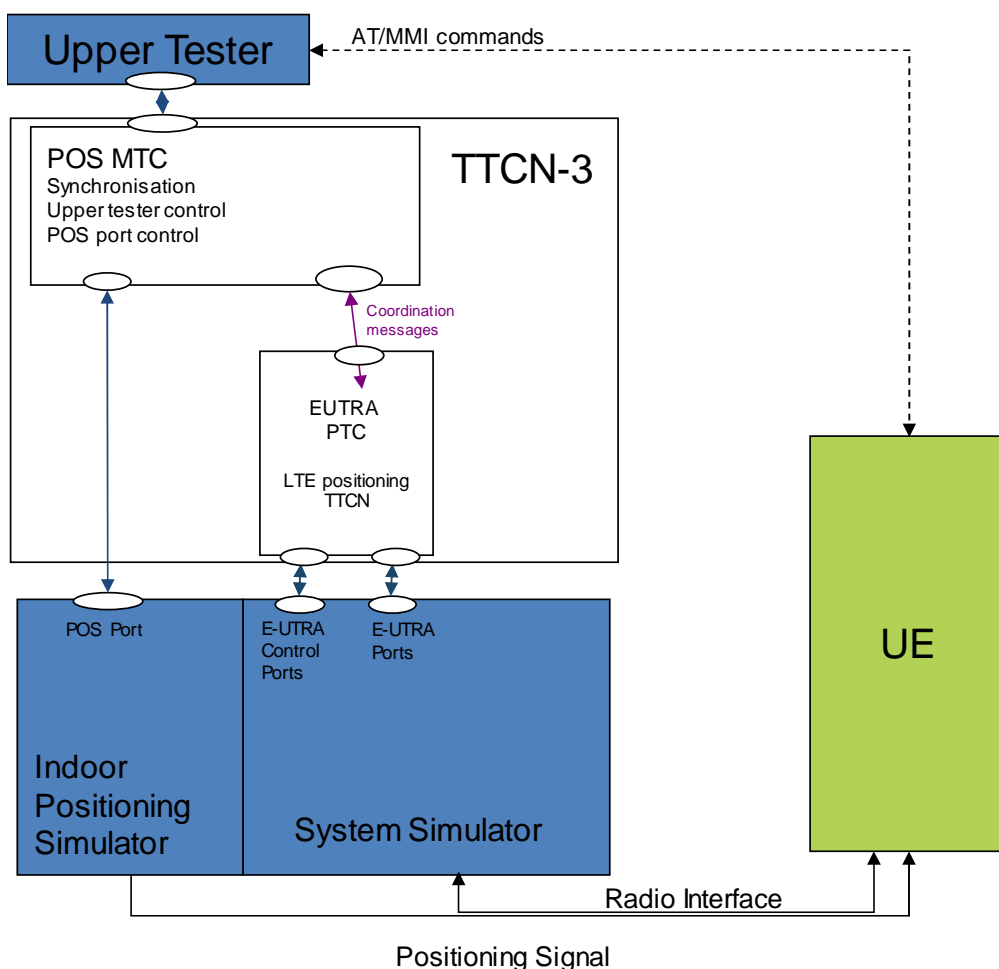 Upper Tester
AT/MMI commands
POS MTC
Synchronisation
Upper tester control
POS port control
TTCN-3
Coordination
messages
EUTRA
PTC
LTE positioning
TTCN
POS Port
E-UTRA
Control
Ports
E-UTRA
Ports
UE
Indoor
Positioning
Simulator
System Simulator
Radio Interface
Positioning Signal